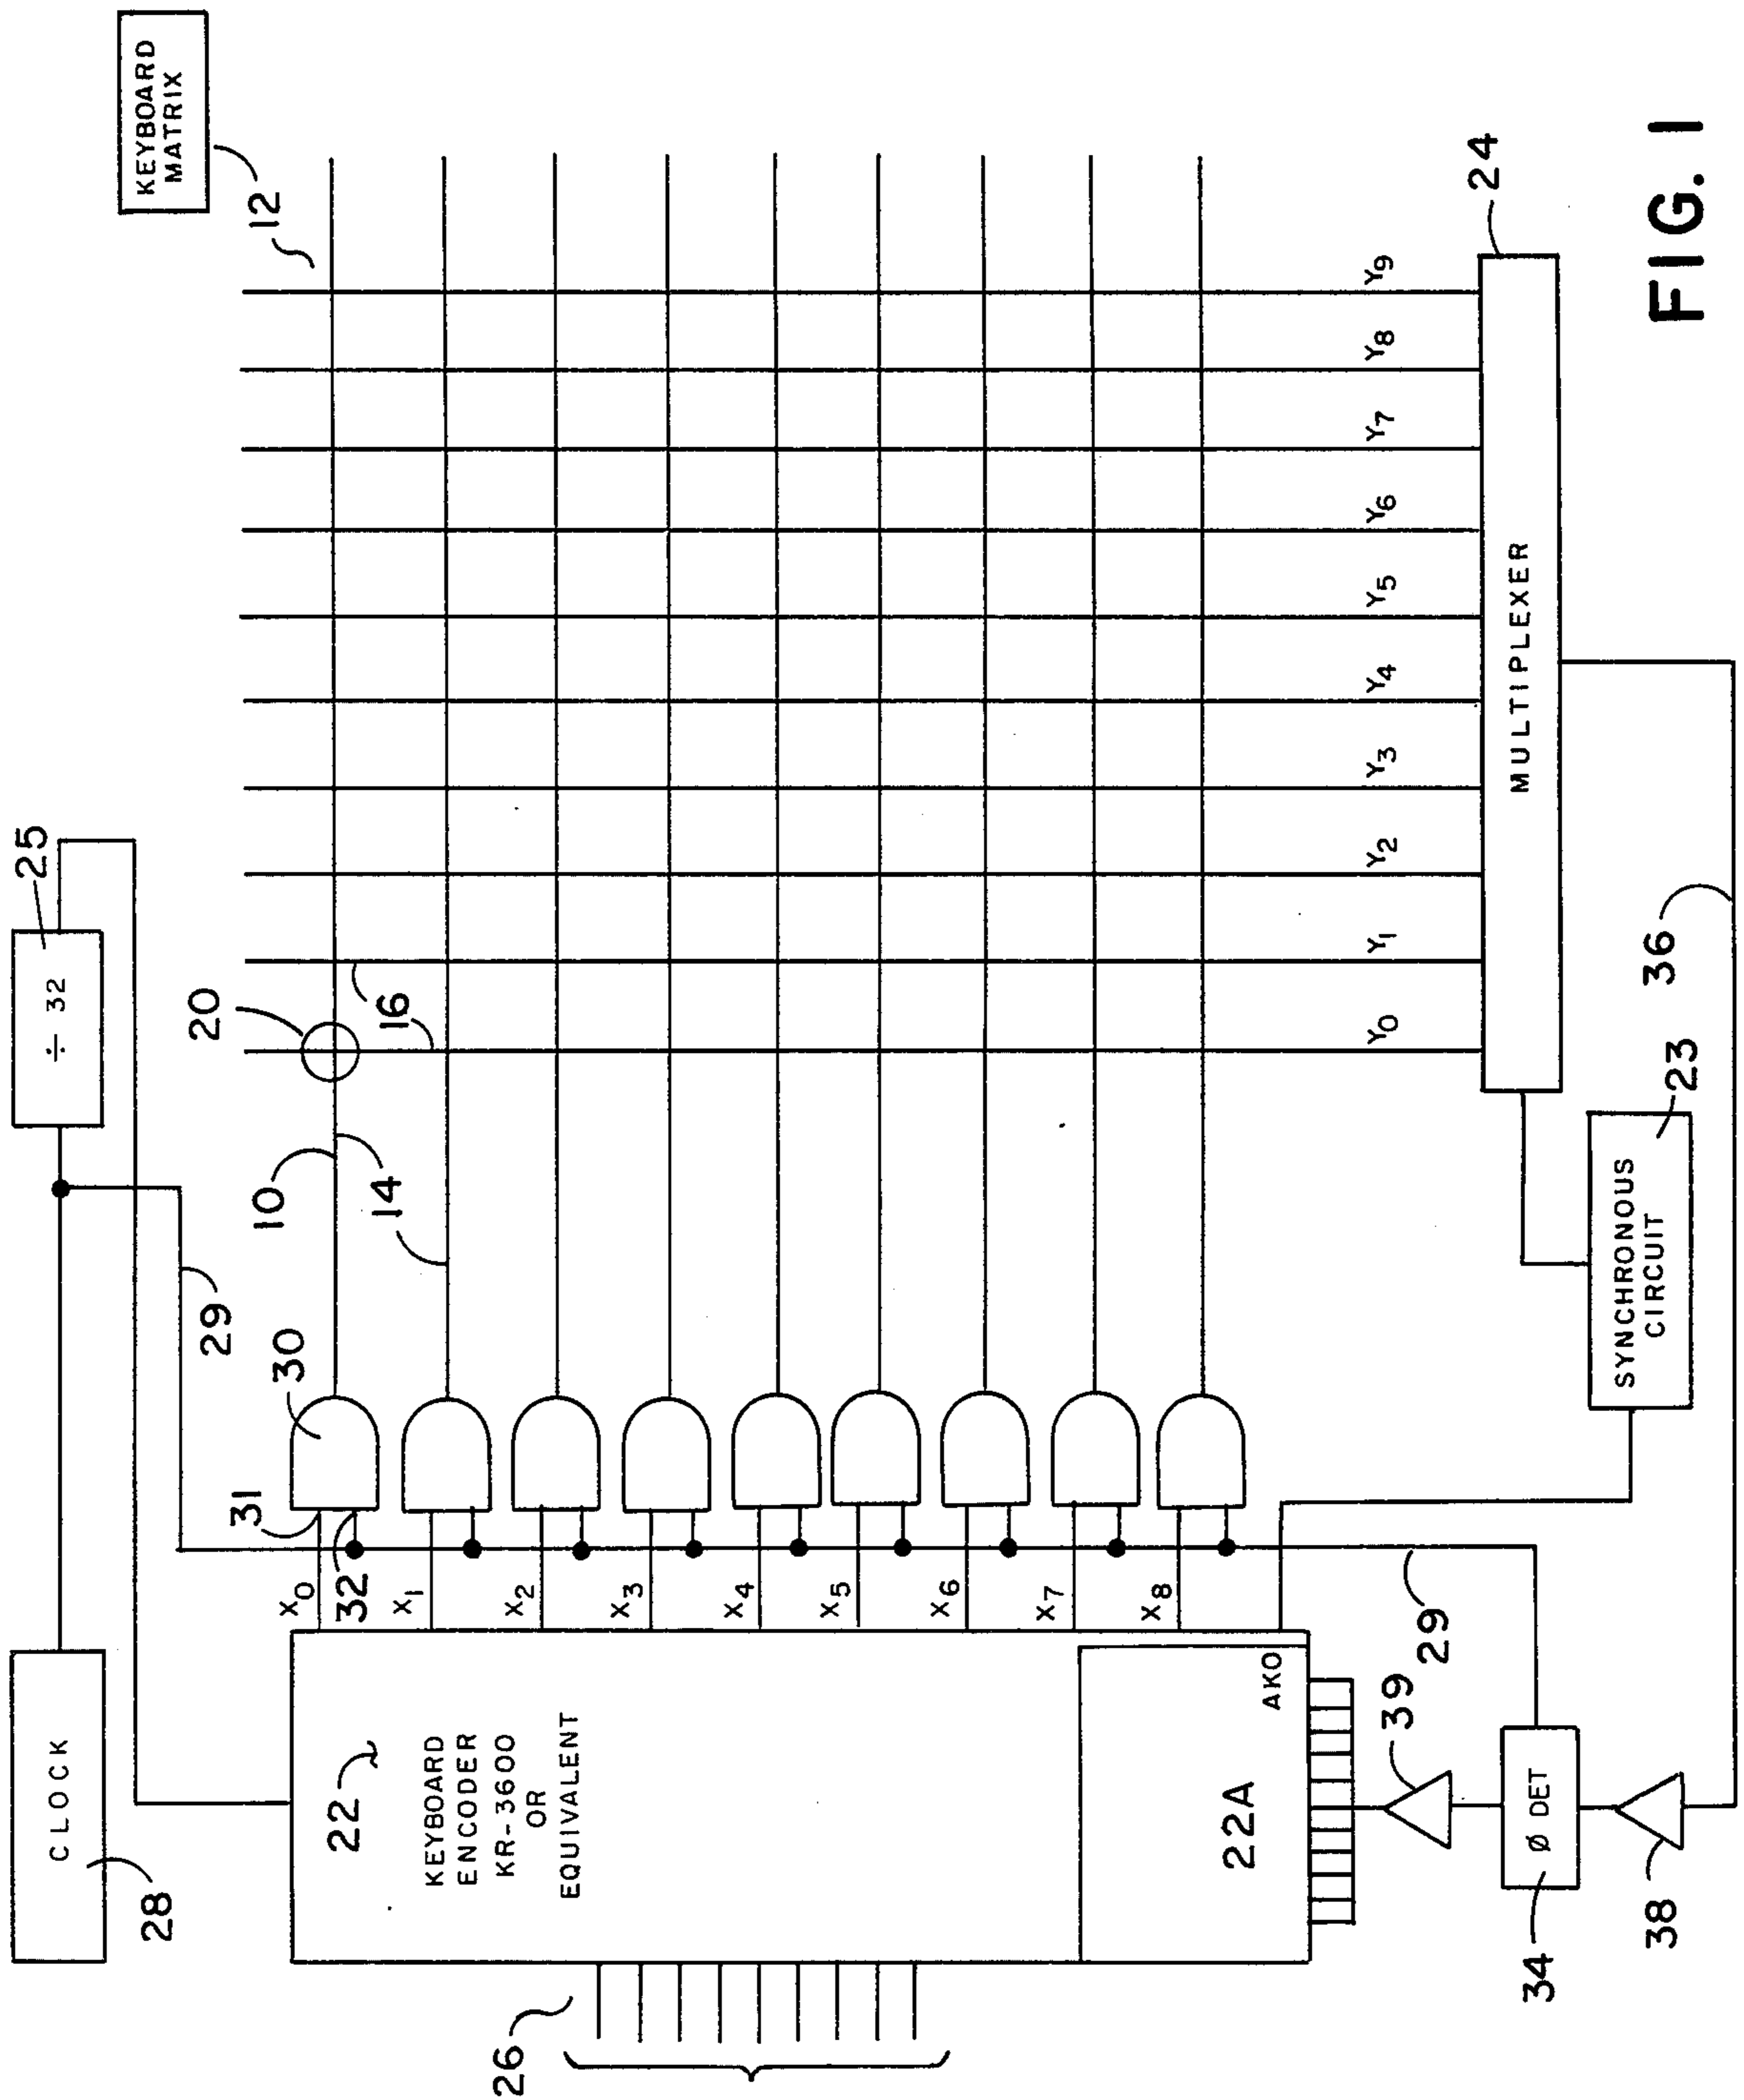 KEYBOARD
MATRIX
12
CLOCK
28
÷ 32
25
29
10
14
20
16
30
31
32
X0
X1
X2
X3
X4
X5
X6
X7
X8
22
KEYBOARD
ENCODER
KR-3600
OR
EQUIVALENT
22A
AKO
26
Y0
Y1
Y2
Y3
Y4
Y5
Y6
Y7
Y8
Y9
MULTIPLEXER
24
SYNCHRONOUS
CIRCUIT
23
29
39
Ø DET
34
38
36
FIG. 1